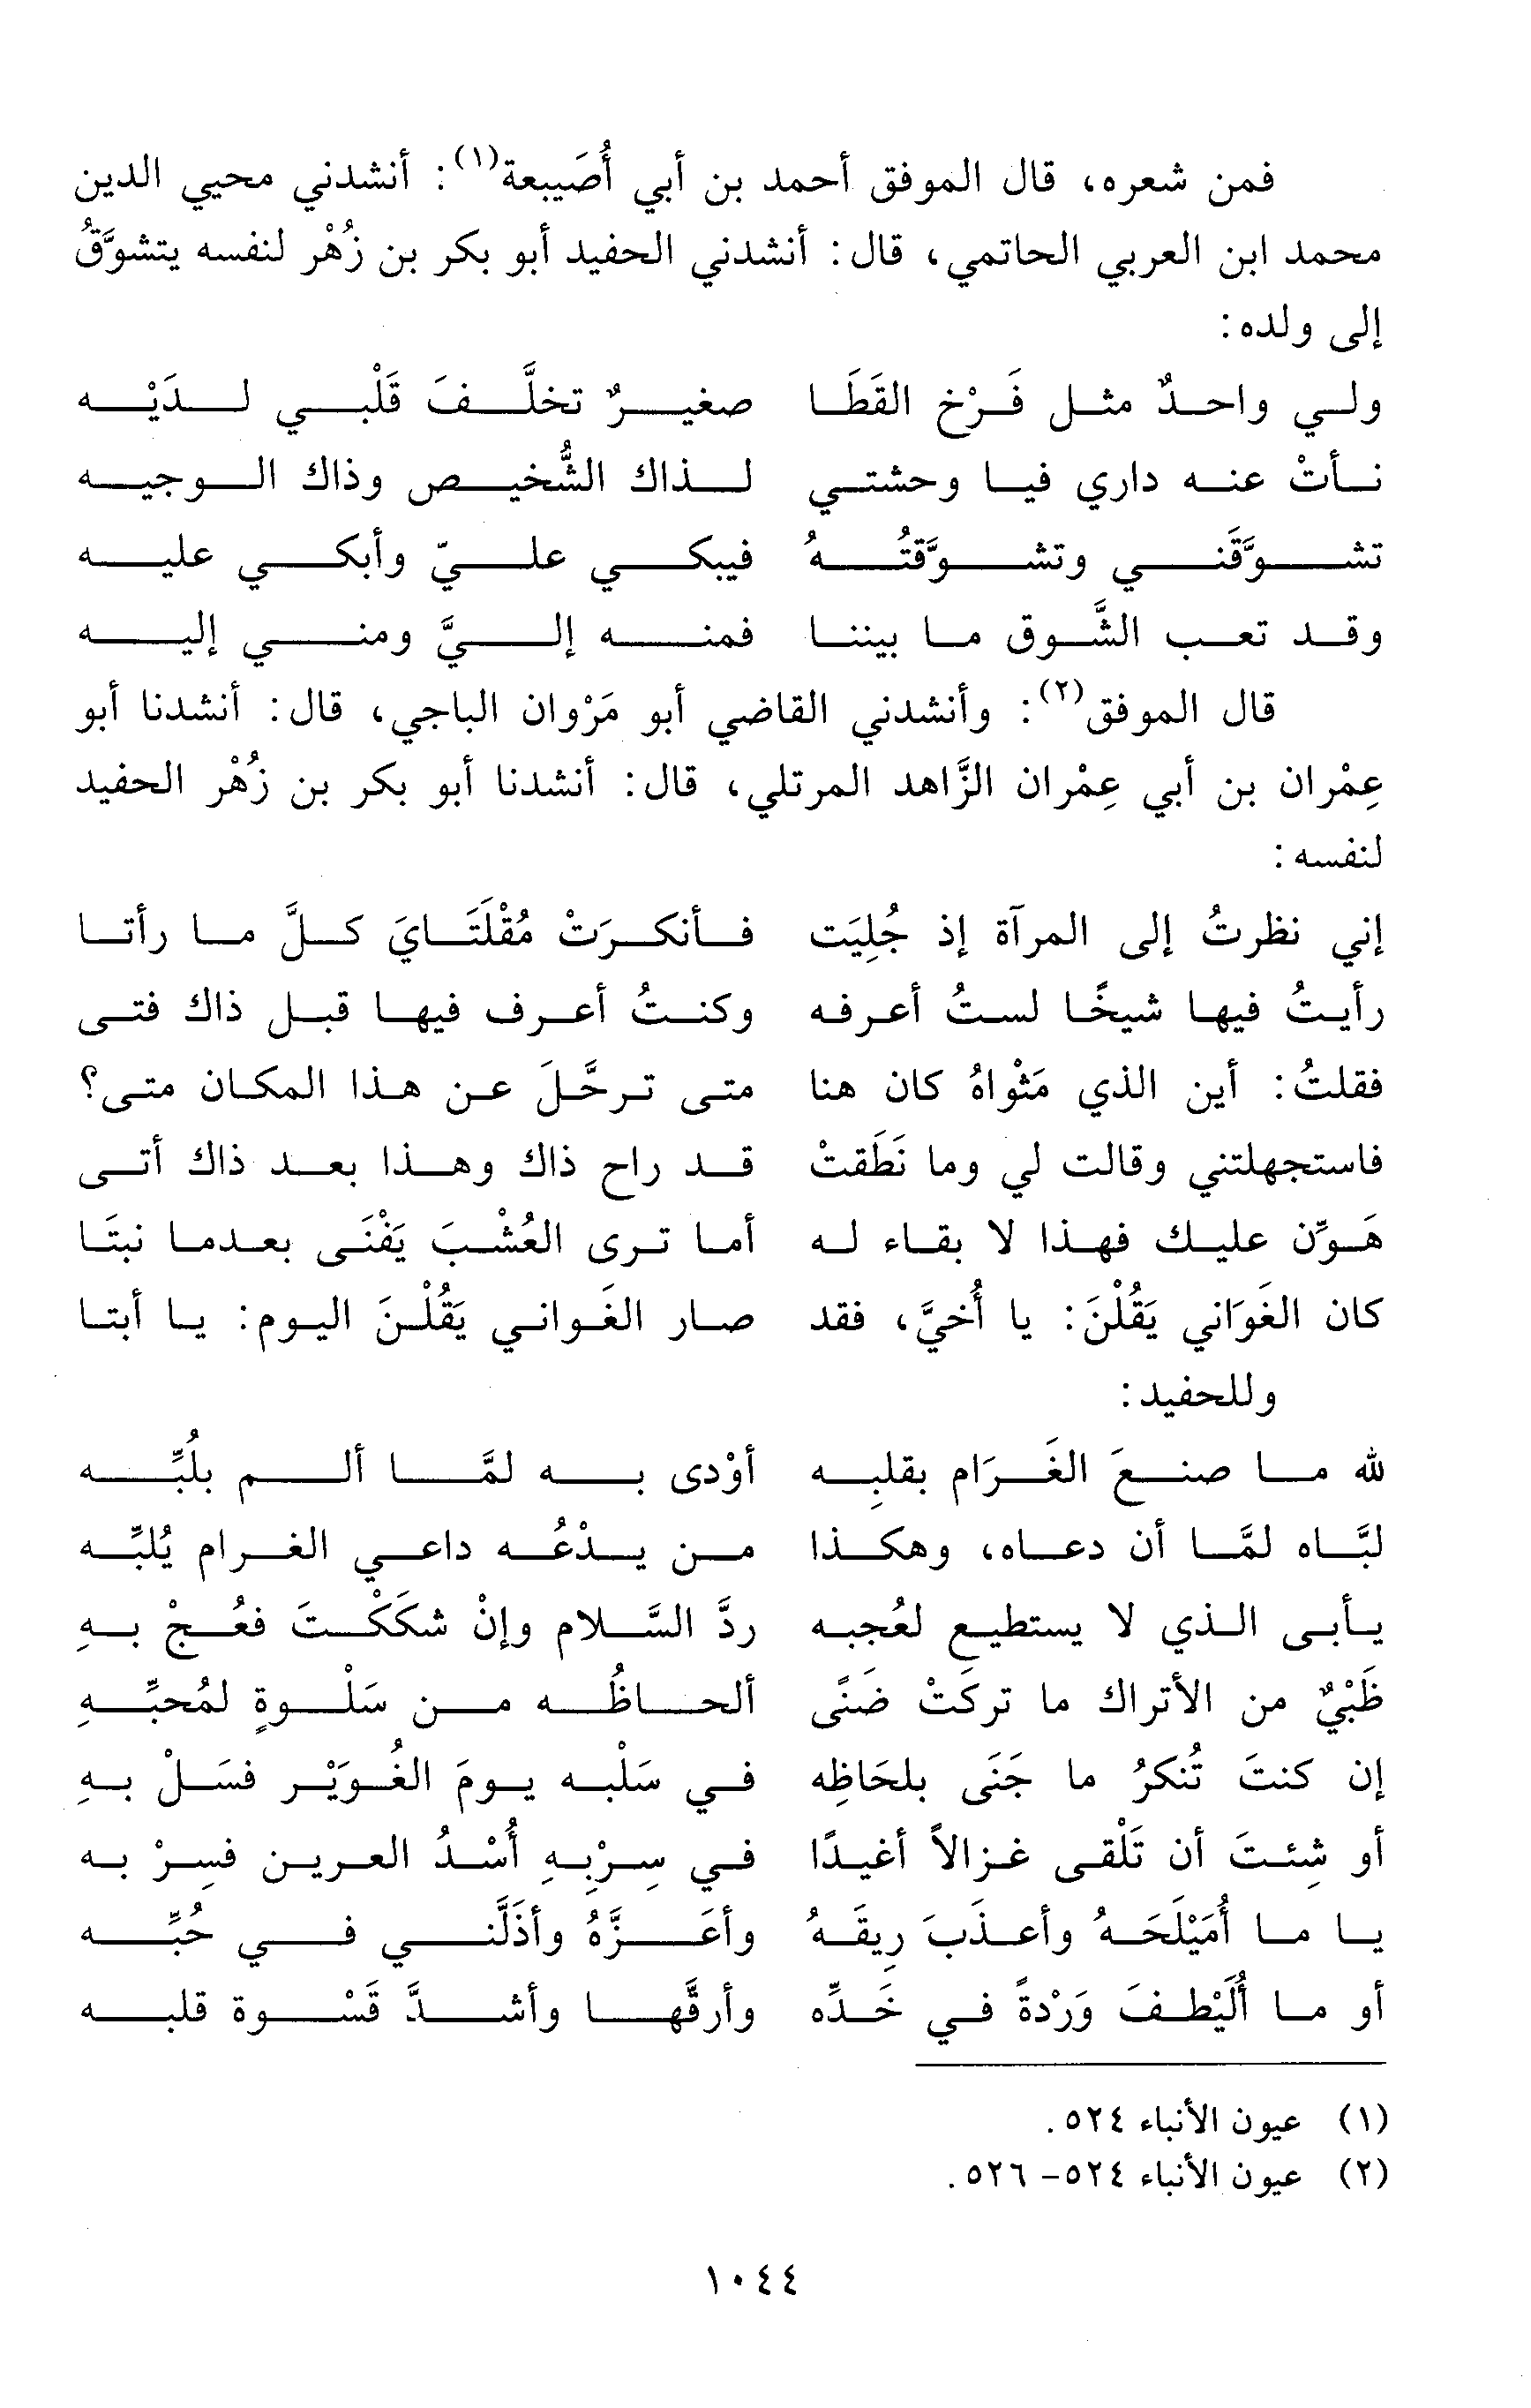 فمن شعره، قال الموفق أحمد بن أبي أُصَيبعة(١): أنشدني محيي الدين
محمد ابن العربي الحاتمي، قال: أنشدني الحفيد أبو بكر بن زُهْر لنفسه يتشوَّقُ
إلى ولده:
ولي واحدٌ مثل فَرْخ القَطَا صغيرٌ تخلَّفَ قَلْبي لدَيْه
نأتْ عنه داري فيا وحشتي لذاك الشُّخيص وذاك الوجيه
تشوَّقَني وتشوَّقتُهُ فيبكي عليّ وأبكي عليه
وقد تعب الشَّوق ما بيننا فمنه إليَّ ومني إليه
قال الموفق(٢): وأنشدني القاضي أبو مَرْوان الباجي، قال: أنشدنا أبو
عِمْران بن أبي عِمْران الزَّاهد المرتلي، قال: أنشدنا أبو بكر بن زُهْر الحفيد
لنفسه:
إني نظرتُ إلى المرآة إذ جُلِيَت فأنكرَتْ مُقْلَتَايَ كلَّ ما رأتا
رأيتُ فيها شيخًا لستُ أعرفه وكنتُ أعرف فيها قبل ذاك فتى
فقلتُ: أين الذي مَثْواهُ كان هنا متى ترحَّلَ عن هذا المكان متى؟
فاستجهلتني وقالت لي وما نَطَقتْ قد راح ذاك وهذا بعد ذاك أتى
هَوِّن عليك فهذا لا بقاء له أما ترى العُشْبَ يَفْنَى بعدما نبتَا
كان الغَوَاني يَقُلْنَ: يا أُخيَّ، فقد صار الغَواني يَقُلْنَ اليوم: يا أبتا
وللحفيد:
لله ما صنعَ الغَرَام بقلبِه أوْدى به لمَّا ألم بلُبِّه
لبَّاه لمَّا أن دعاه، وهكذا من يدْعُه داعي الغرام يُلبِّه
يأبى الذي لا يستطيع لعُجبه ردَّ السَّلام وإنْ شكَكْتَ فعُجْ بهِ
ظَبْيٌ من الأتراك ما تركَتْ ضَنًى ألحاظُه من سَلْوةٍ لمُحبِّهِ
إن كنتَ تُنكرُ ما جَنَى بلحَاظِه في سَلْبه يومَ الغُوَيْر فسَلْ بهِ
أو شِئتَ أن تَلْقى غزالاً أغيدًا في سِرْبِهِ أُسْدُ العرين فسِرْ به
يا ما أُمَيْلَحَهُ وأعذَبَ رِيقَهُ وأعَزَّهُ وأذَلَّني في حُبِّه
أو ما أُلَيْطفَ وَرْدةً في خَدِّه وأرقَّها وأشدَّ قَسْوة قلبه
(١) عيون الأنباء ٥٢٤.
(٢) عيون الأنباء ٥٢٤- ٥٢٦.
١٠٤٤